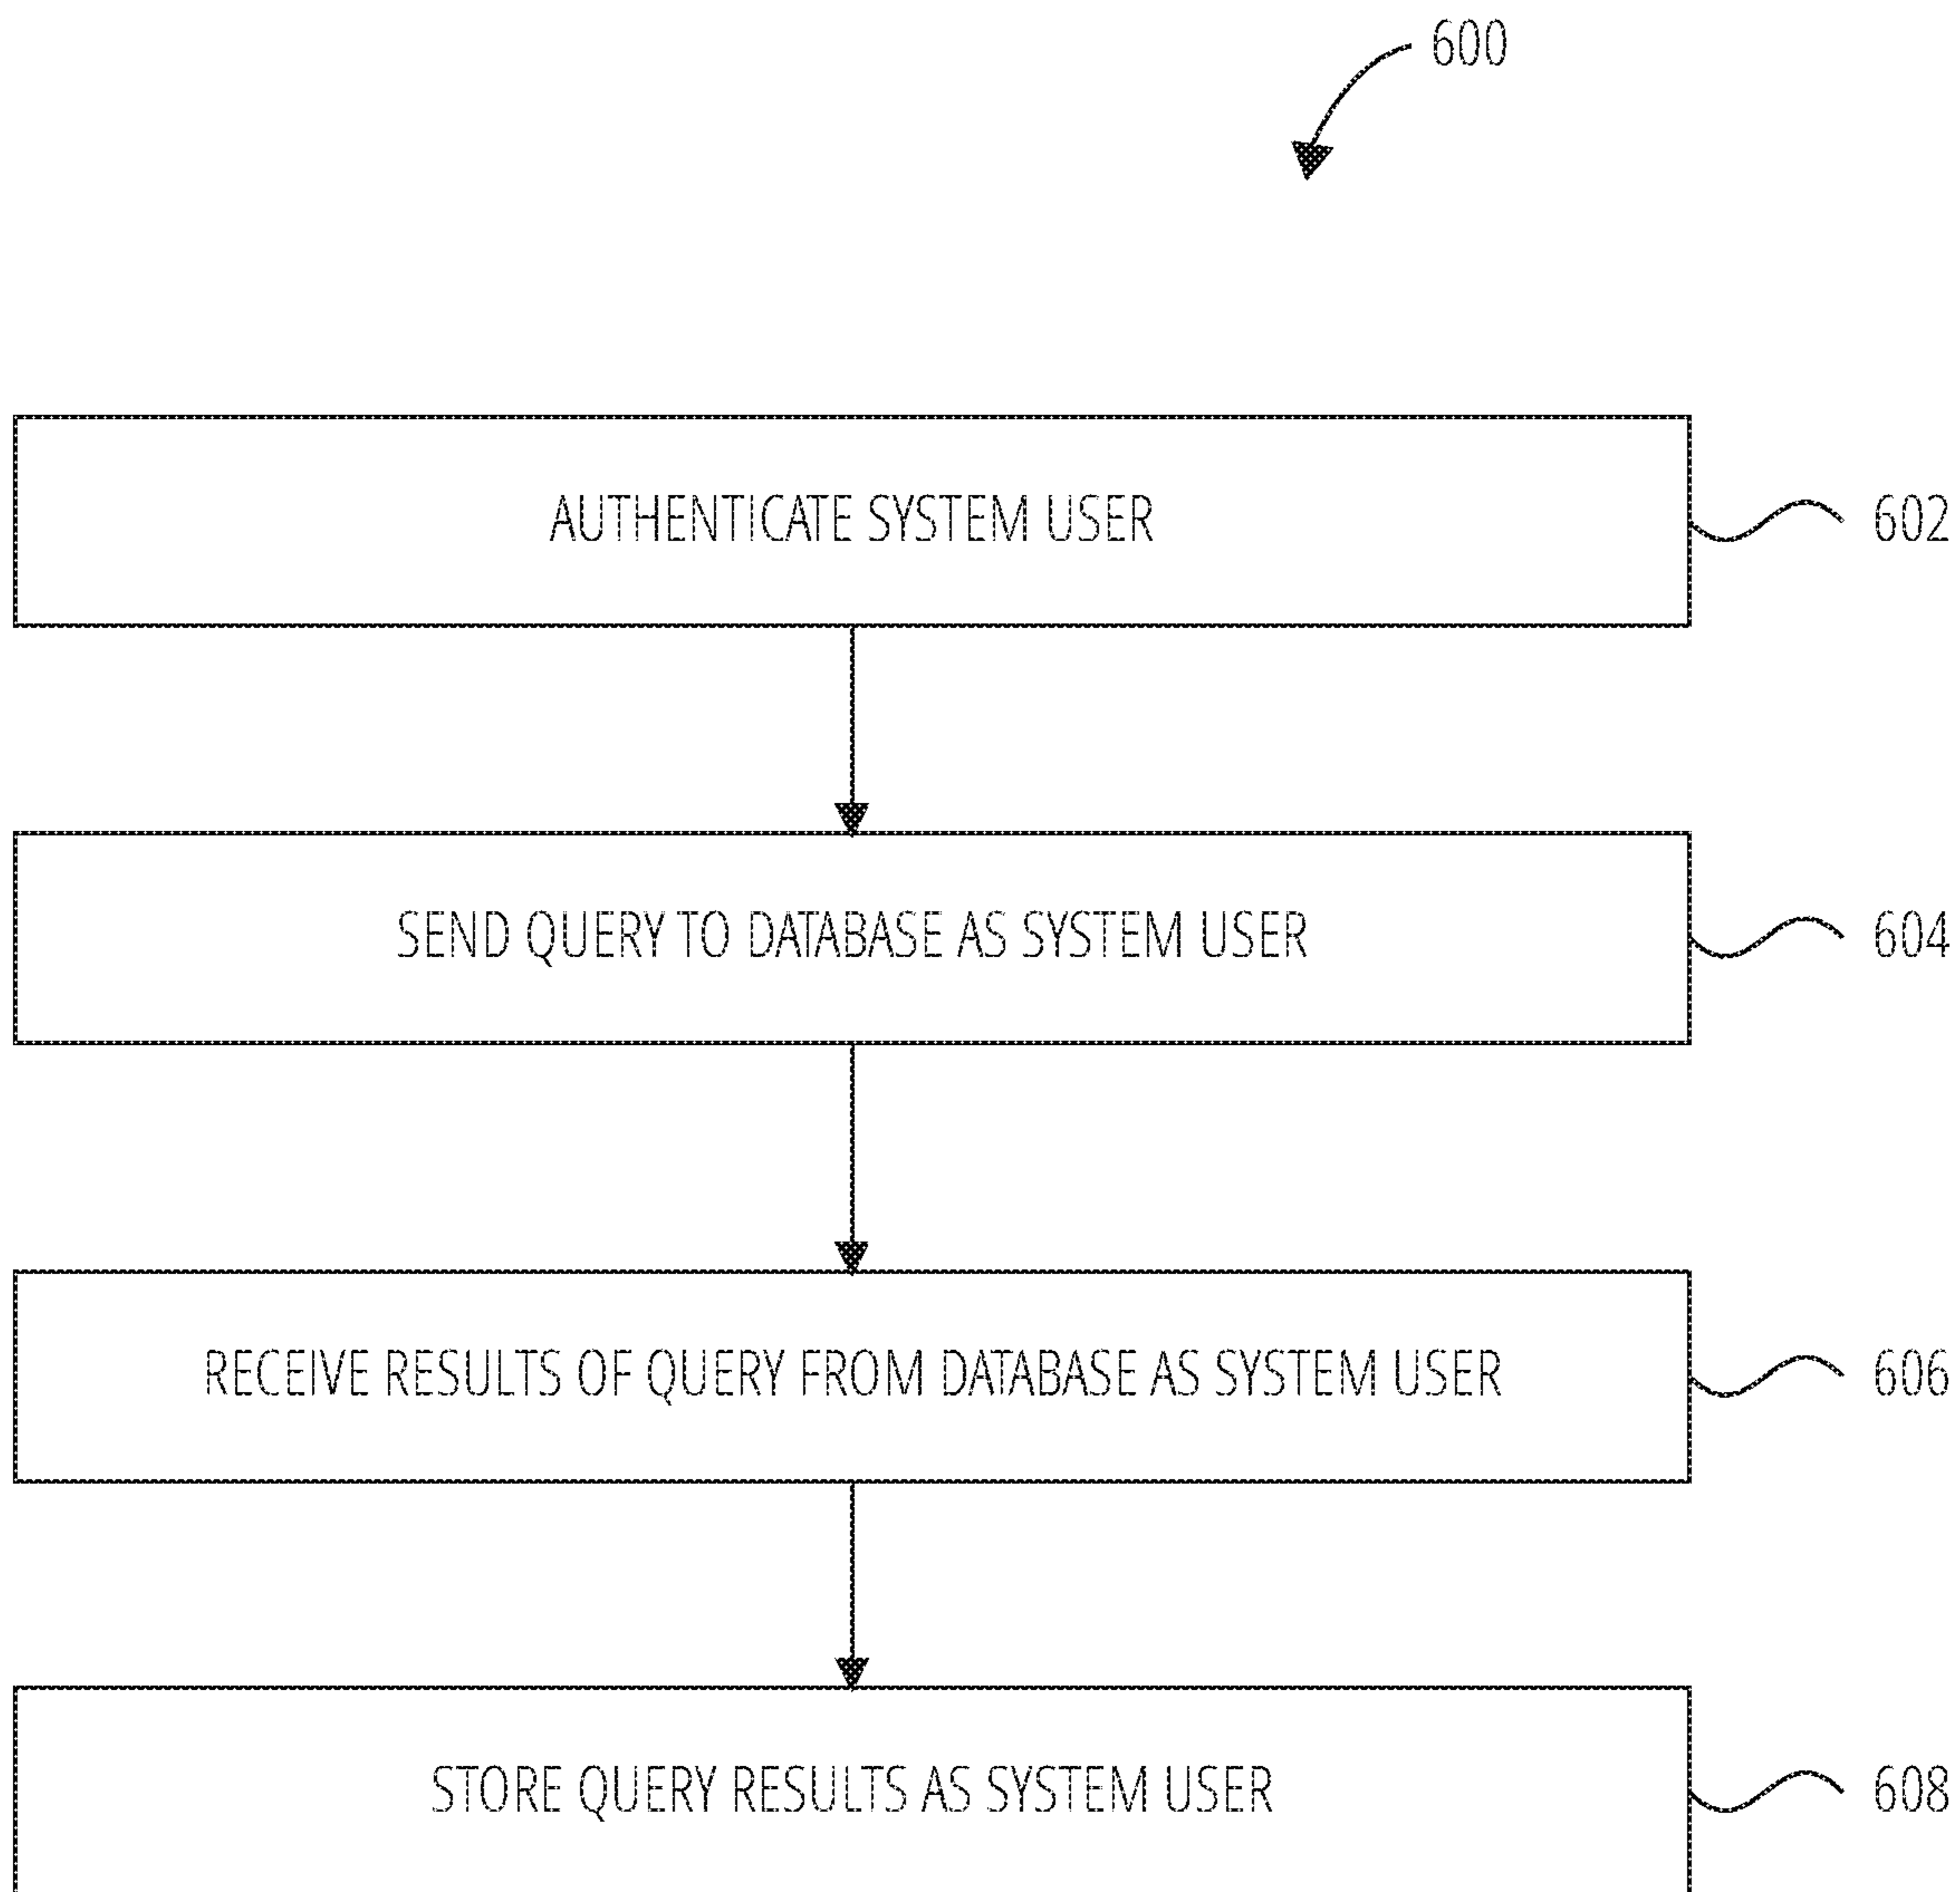 600
AUTHENTICATE SYSTEM USER
602
SEND QUERY TO DATABASE AS SYSTEM USER
604
RECEIVE RESULTS OF QUERY FROM DATABASE AS SYSTEM USER
606
STORE QUERY RESULTS AS SYSTEM USER
608